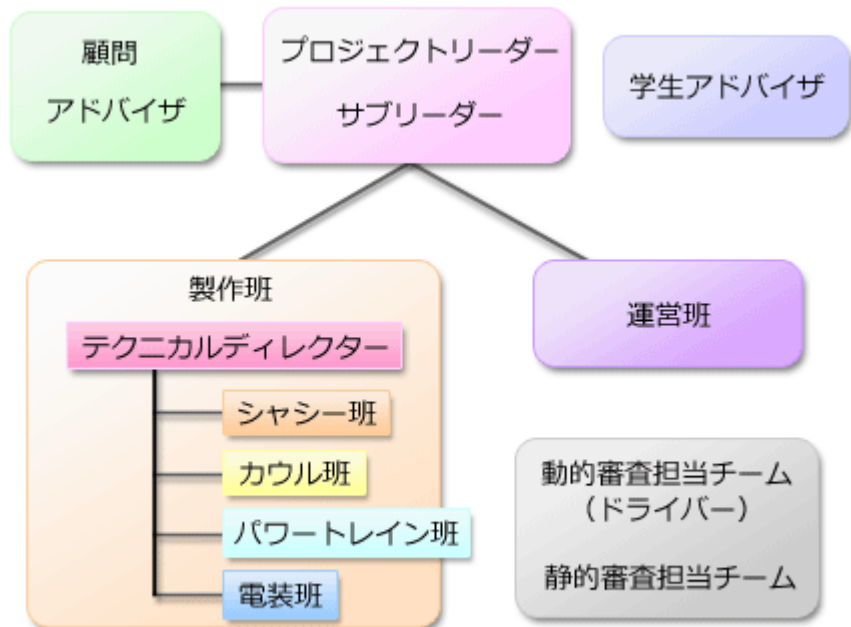 顧問
アドバイザ
プロジェクトリーダー
サブリーダー
学生アドバイザ
製作班
テクニカルディレクター
シャシー班
カウル班
パワートレイン班
電装班
運営班
動的審査担当チーム
（ドライバー）
静的審査担当チーム